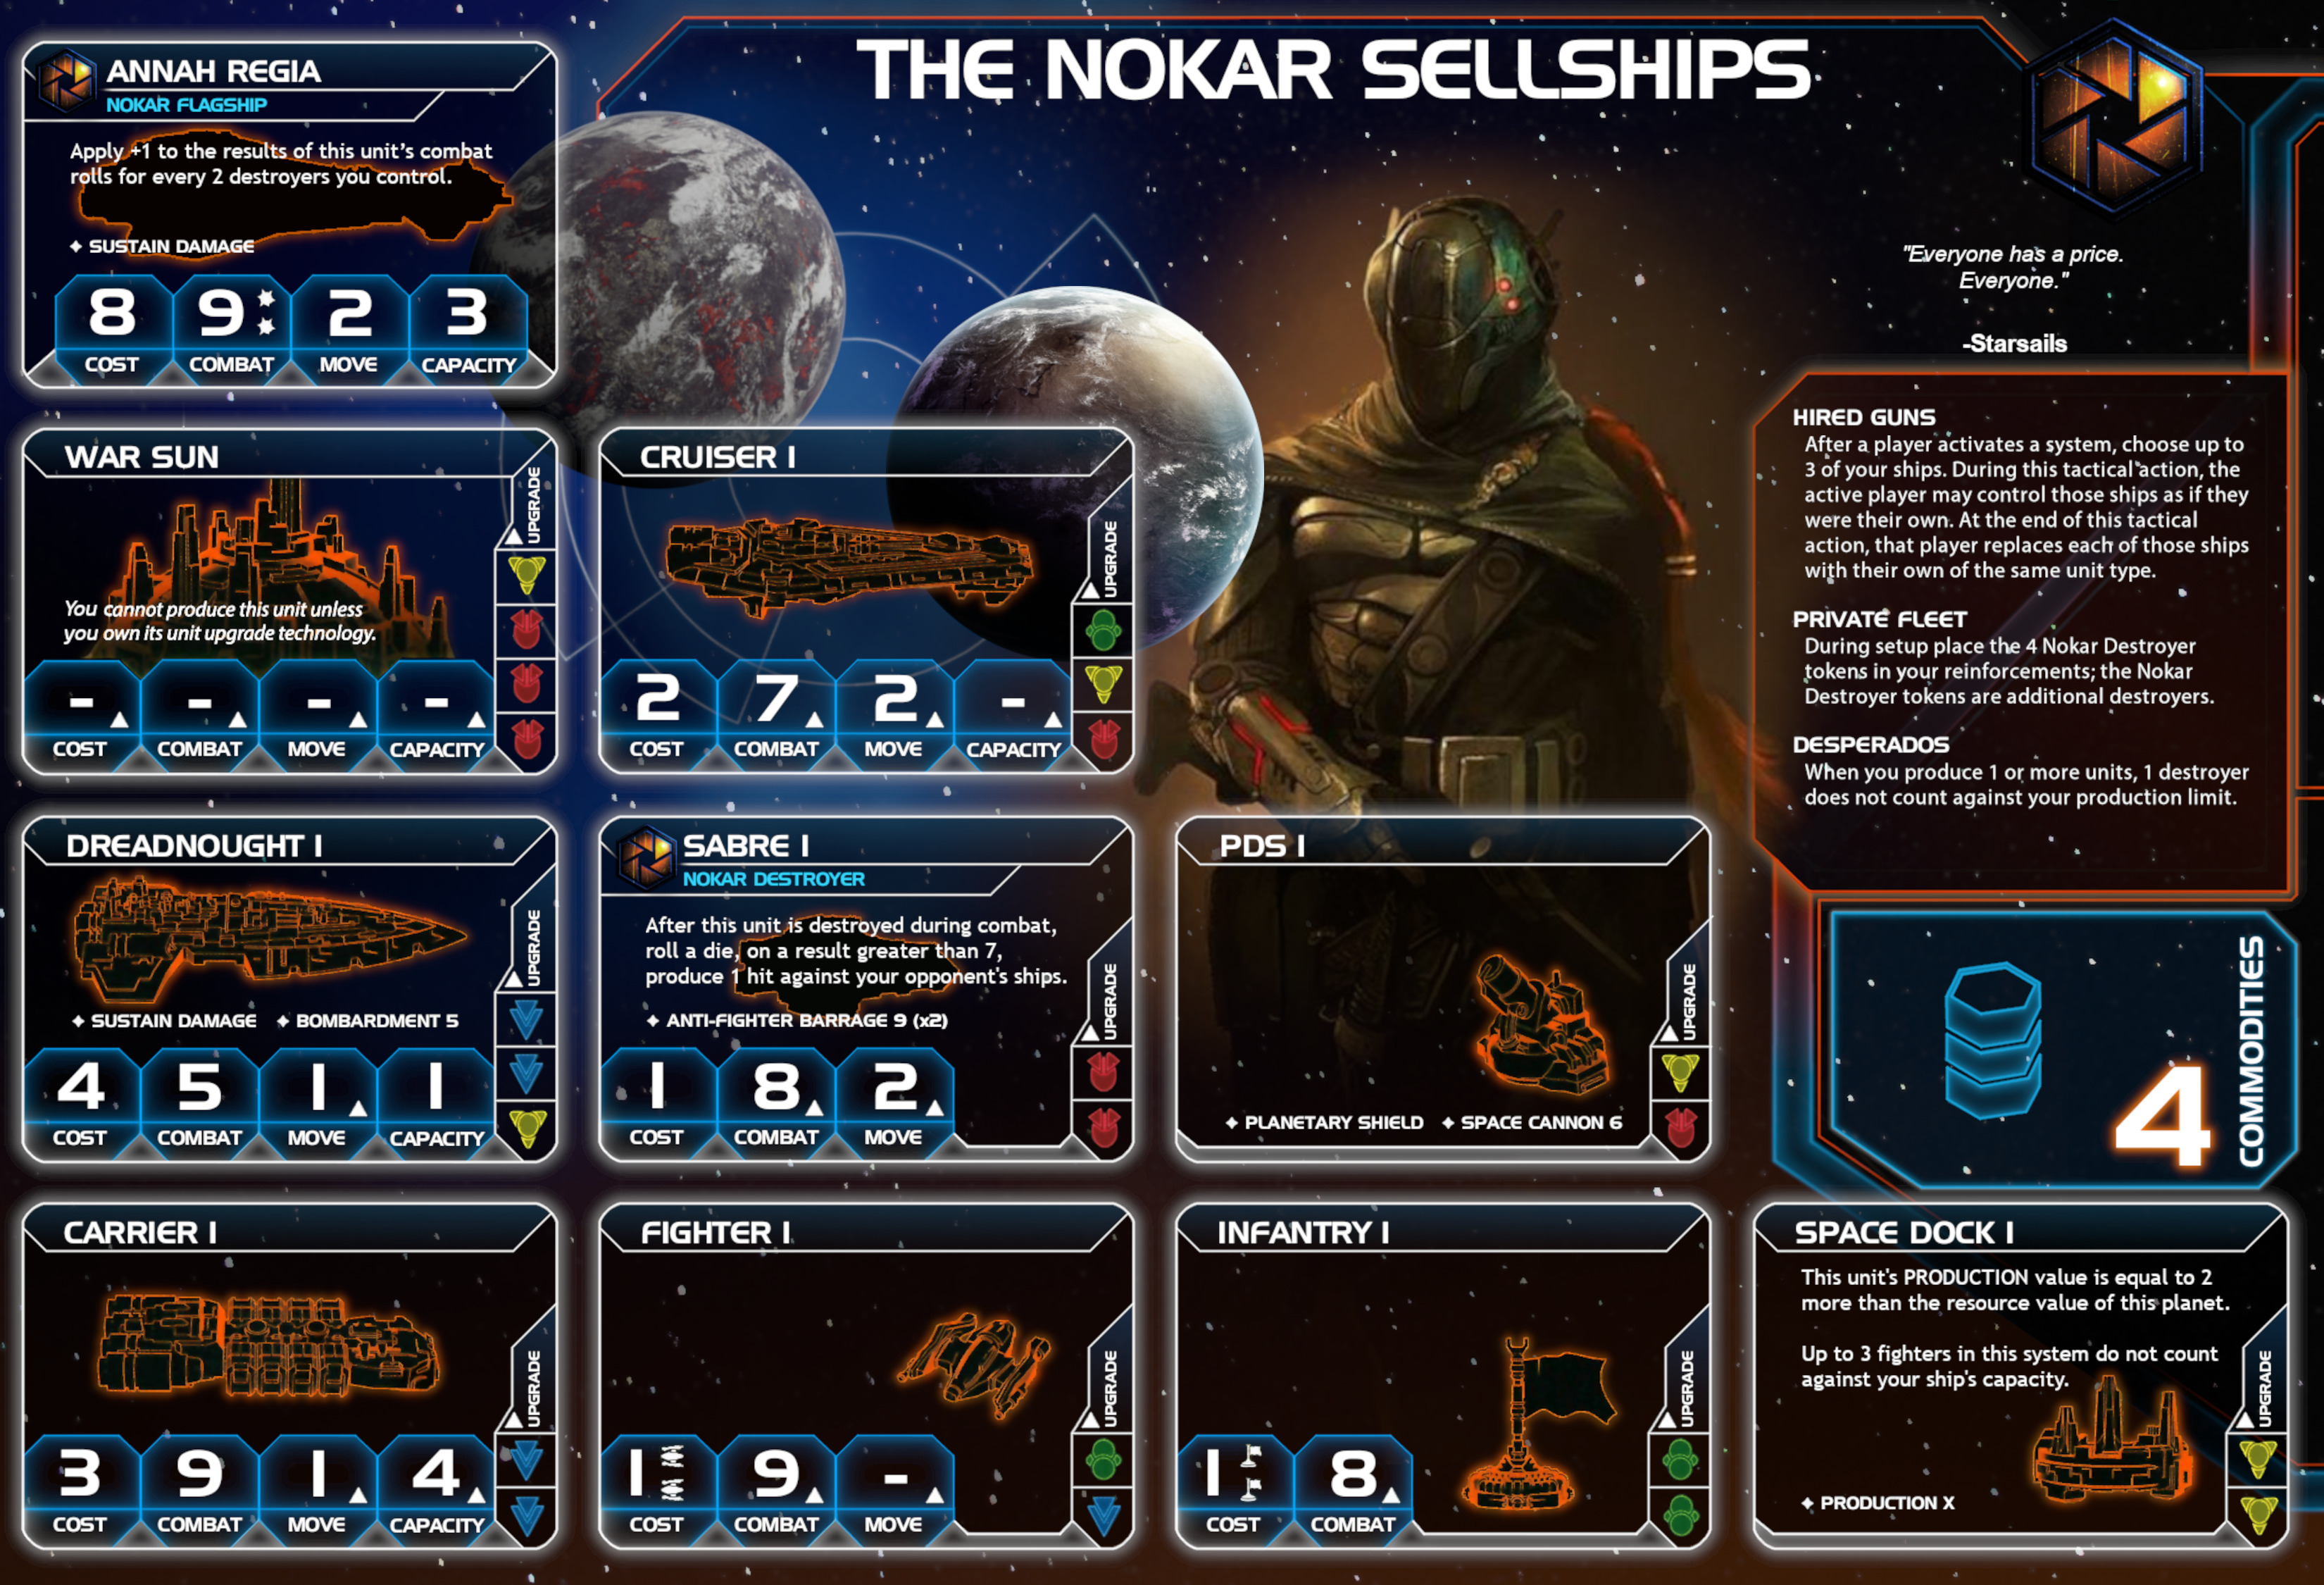 THE NOKAR SELLSHIPS
ANNAH REGIA
NOKAR FLAGSHIP
Apply +1 to the results of this unit's combat
rolls for every 2 destroyers you control.
SUSTAIN DAMAGE
8 9 2 3
COST COMBAT MOVE CAPACITY
"Everyone has a price.
Everyone."
-Starsails
WAR SUN
UPGRADE
You cannot produce this unit unless
you own its unit upgrade technology.
- - - -
COST COMBAT MOVE CAPACITY
CRUISER I
UPGRADE
2 7 2 -
COST COMBAT MOVE CAPACITY
HIRED GUNS
After a player activates a system, choose up to
3 of your ships. During this tactical action, the
active player may control those ships as if they
were their own. At the end of this tactical
action, that player replaces each of those ships
with their own of the same unit type.
PRIVATE FLEET
During setup place the 4 Nokar Destroyer
tokens in your reinforcements; the Nokar
Destroyer tokens are additional destroyers.
DESPERADOS
When you produce 1 or more units, 1 destroyer
does not count against your production limit.
DREADNOUGHT I
UPGRADE
SUSTAIN DAMAGE BOMBARDMENT 5
4 5 1 1
COST COMBAT MOVE CAPACITY
SABRE I
NOKAR DESTROYER
After this unit is destroyed during combat,
roll a die, on a result greater than 7,
produce 1 hit against your opponent's ships.
UPGRADE
ANTI-FIGHTER BARRAGE 9 (x2)
1 8 2
COST COMBAT MOVE
PDS I
UPGRADE
PLANETARY SHIELD SPACE CANNON 6
4
COMMODITIES
CARRIER I
UPGRADE
3 9 1 4
COST COMBAT MOVE CAPACITY
FIGHTER I
UPGRADE
1 9 -
COST COMBAT MOVE
INFANTRY I
UPGRADE
1 8
COST COMBAT
SPACE DOCK I
This unit's PRODUCTION value is equal to 2
more than the resource value of this planet.
Up to 3 fighters in this system do not count
against your ship's capacity.
UPGRADE
PRODUCTION X